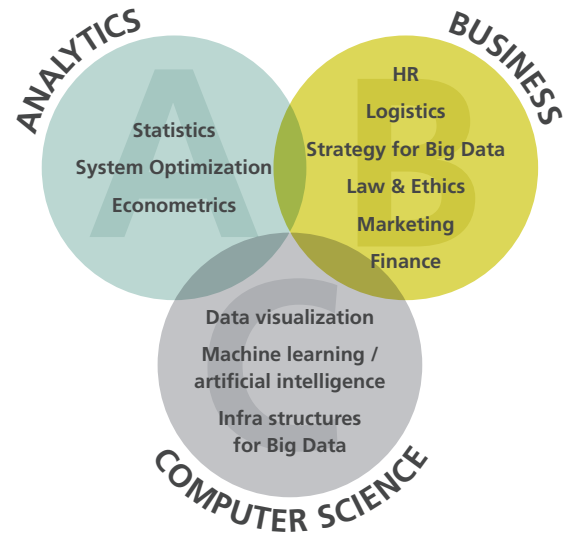 ANALYTICS
A
Statistics
System Optimization
Econometrics
BUSINESS
B
HR
Logistics
Strategy for Big Data
Law & Ethics
Marketing
Finance
C
Data visualization
Machine learning /
artificial intelligence
Infra structures
for Big Data
COMPUTER SCIENCE